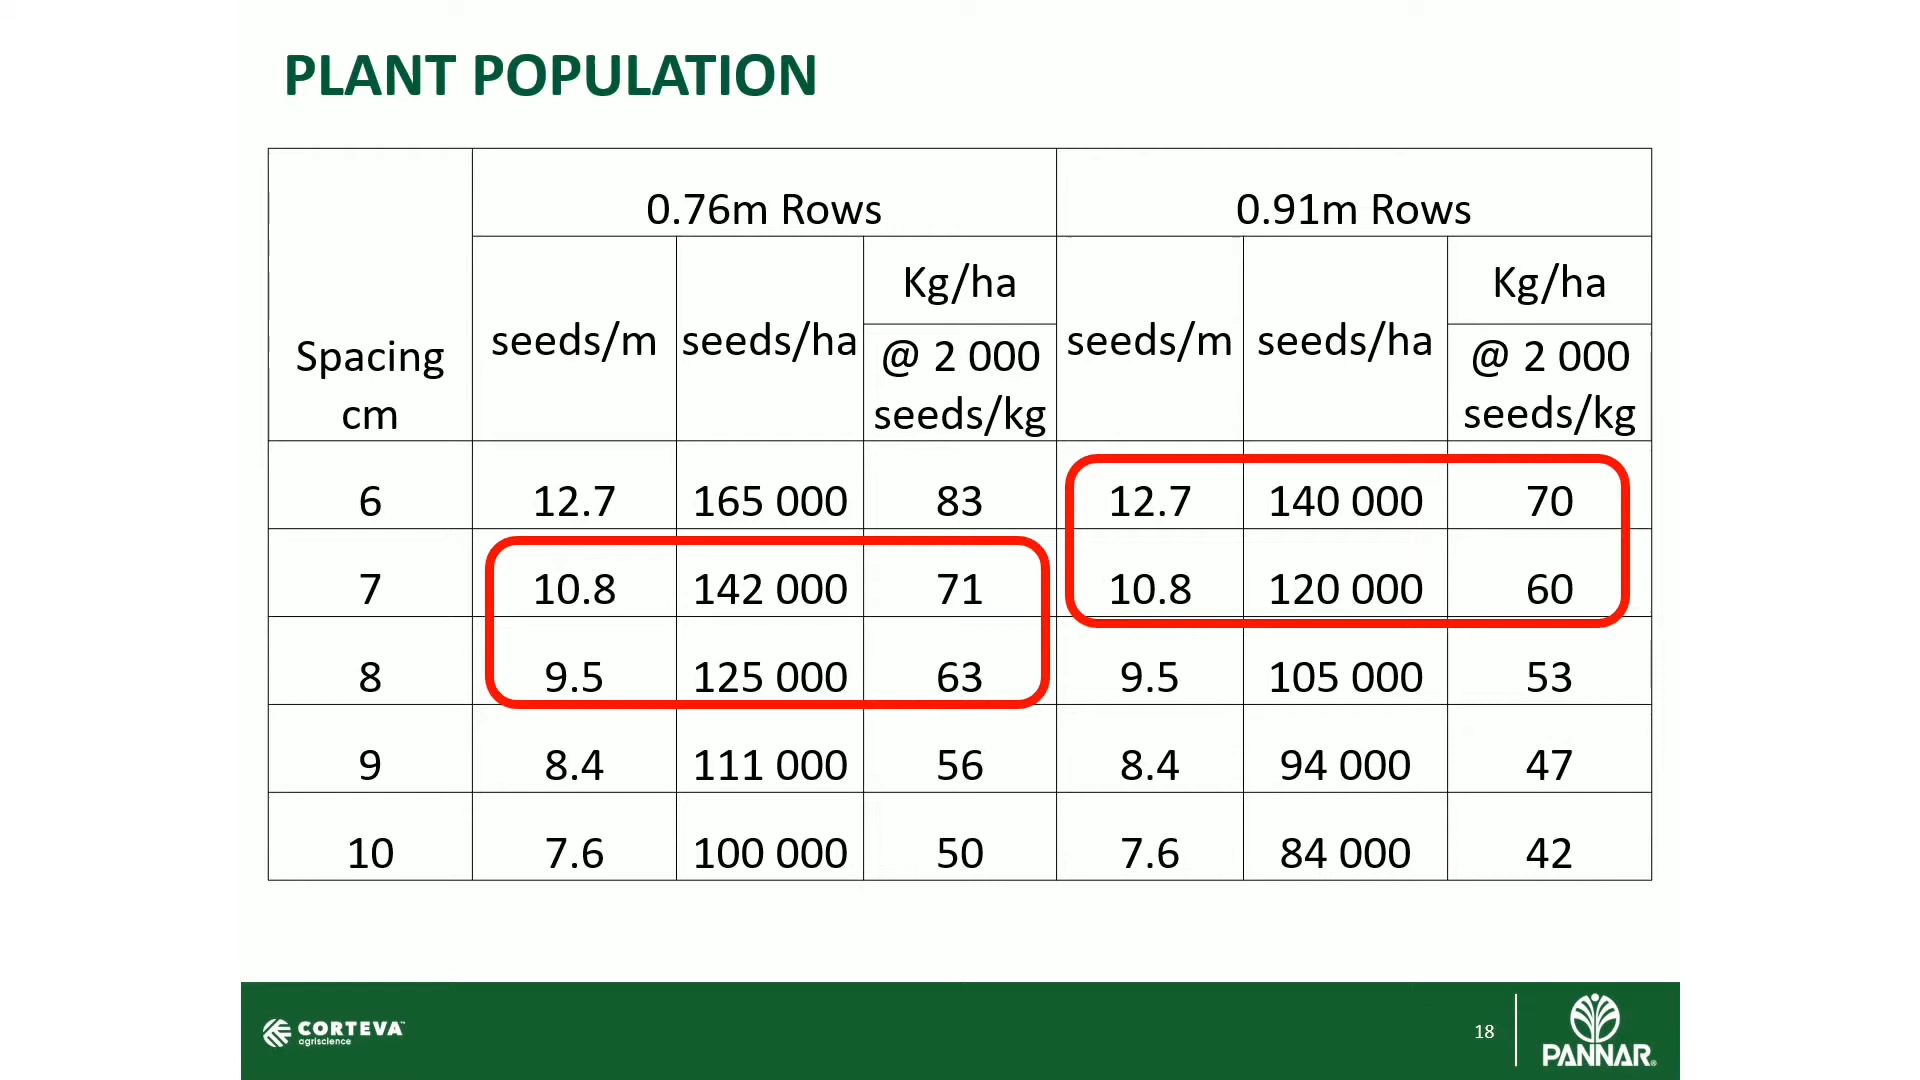 PLANT POPULATION
0.76m Rows 0.91m Rows
Spacing cm seeds/m seeds/ha Kg/ha @ 2 000 seeds/kg seeds/m seeds/ha Kg/ha @ 2 000 seeds/kg
6 12.7 165 000 83 12.7 140 000 70
7 10.8 142 000 71 10.8 120 000 60
8 9.5 125 000 63 9.5 105 000 53
9 8.4 111 000 56 8.4 94 000 47
10 7.6 100 000 50 7.6 84 000 42
CORTEVA™
agriscience
18
PANNAR®